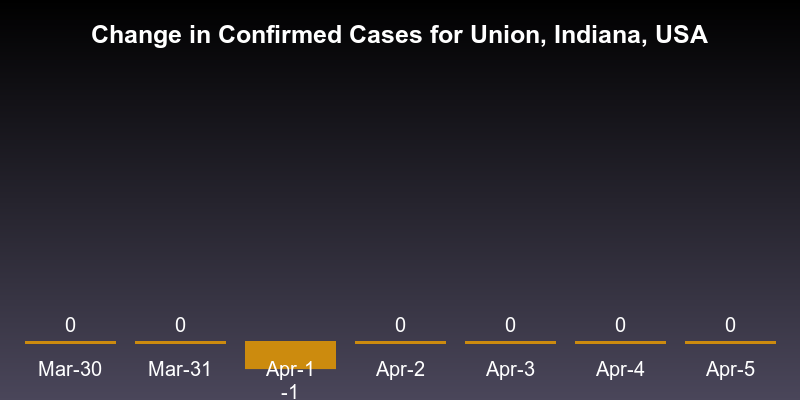 Change in Confirmed Cases for Union, Indiana, USA
0 0 0 0 0 0
Mar-30 Mar-31 Apr-1 Apr-2 Apr-3 Apr-4 Apr-5
-1